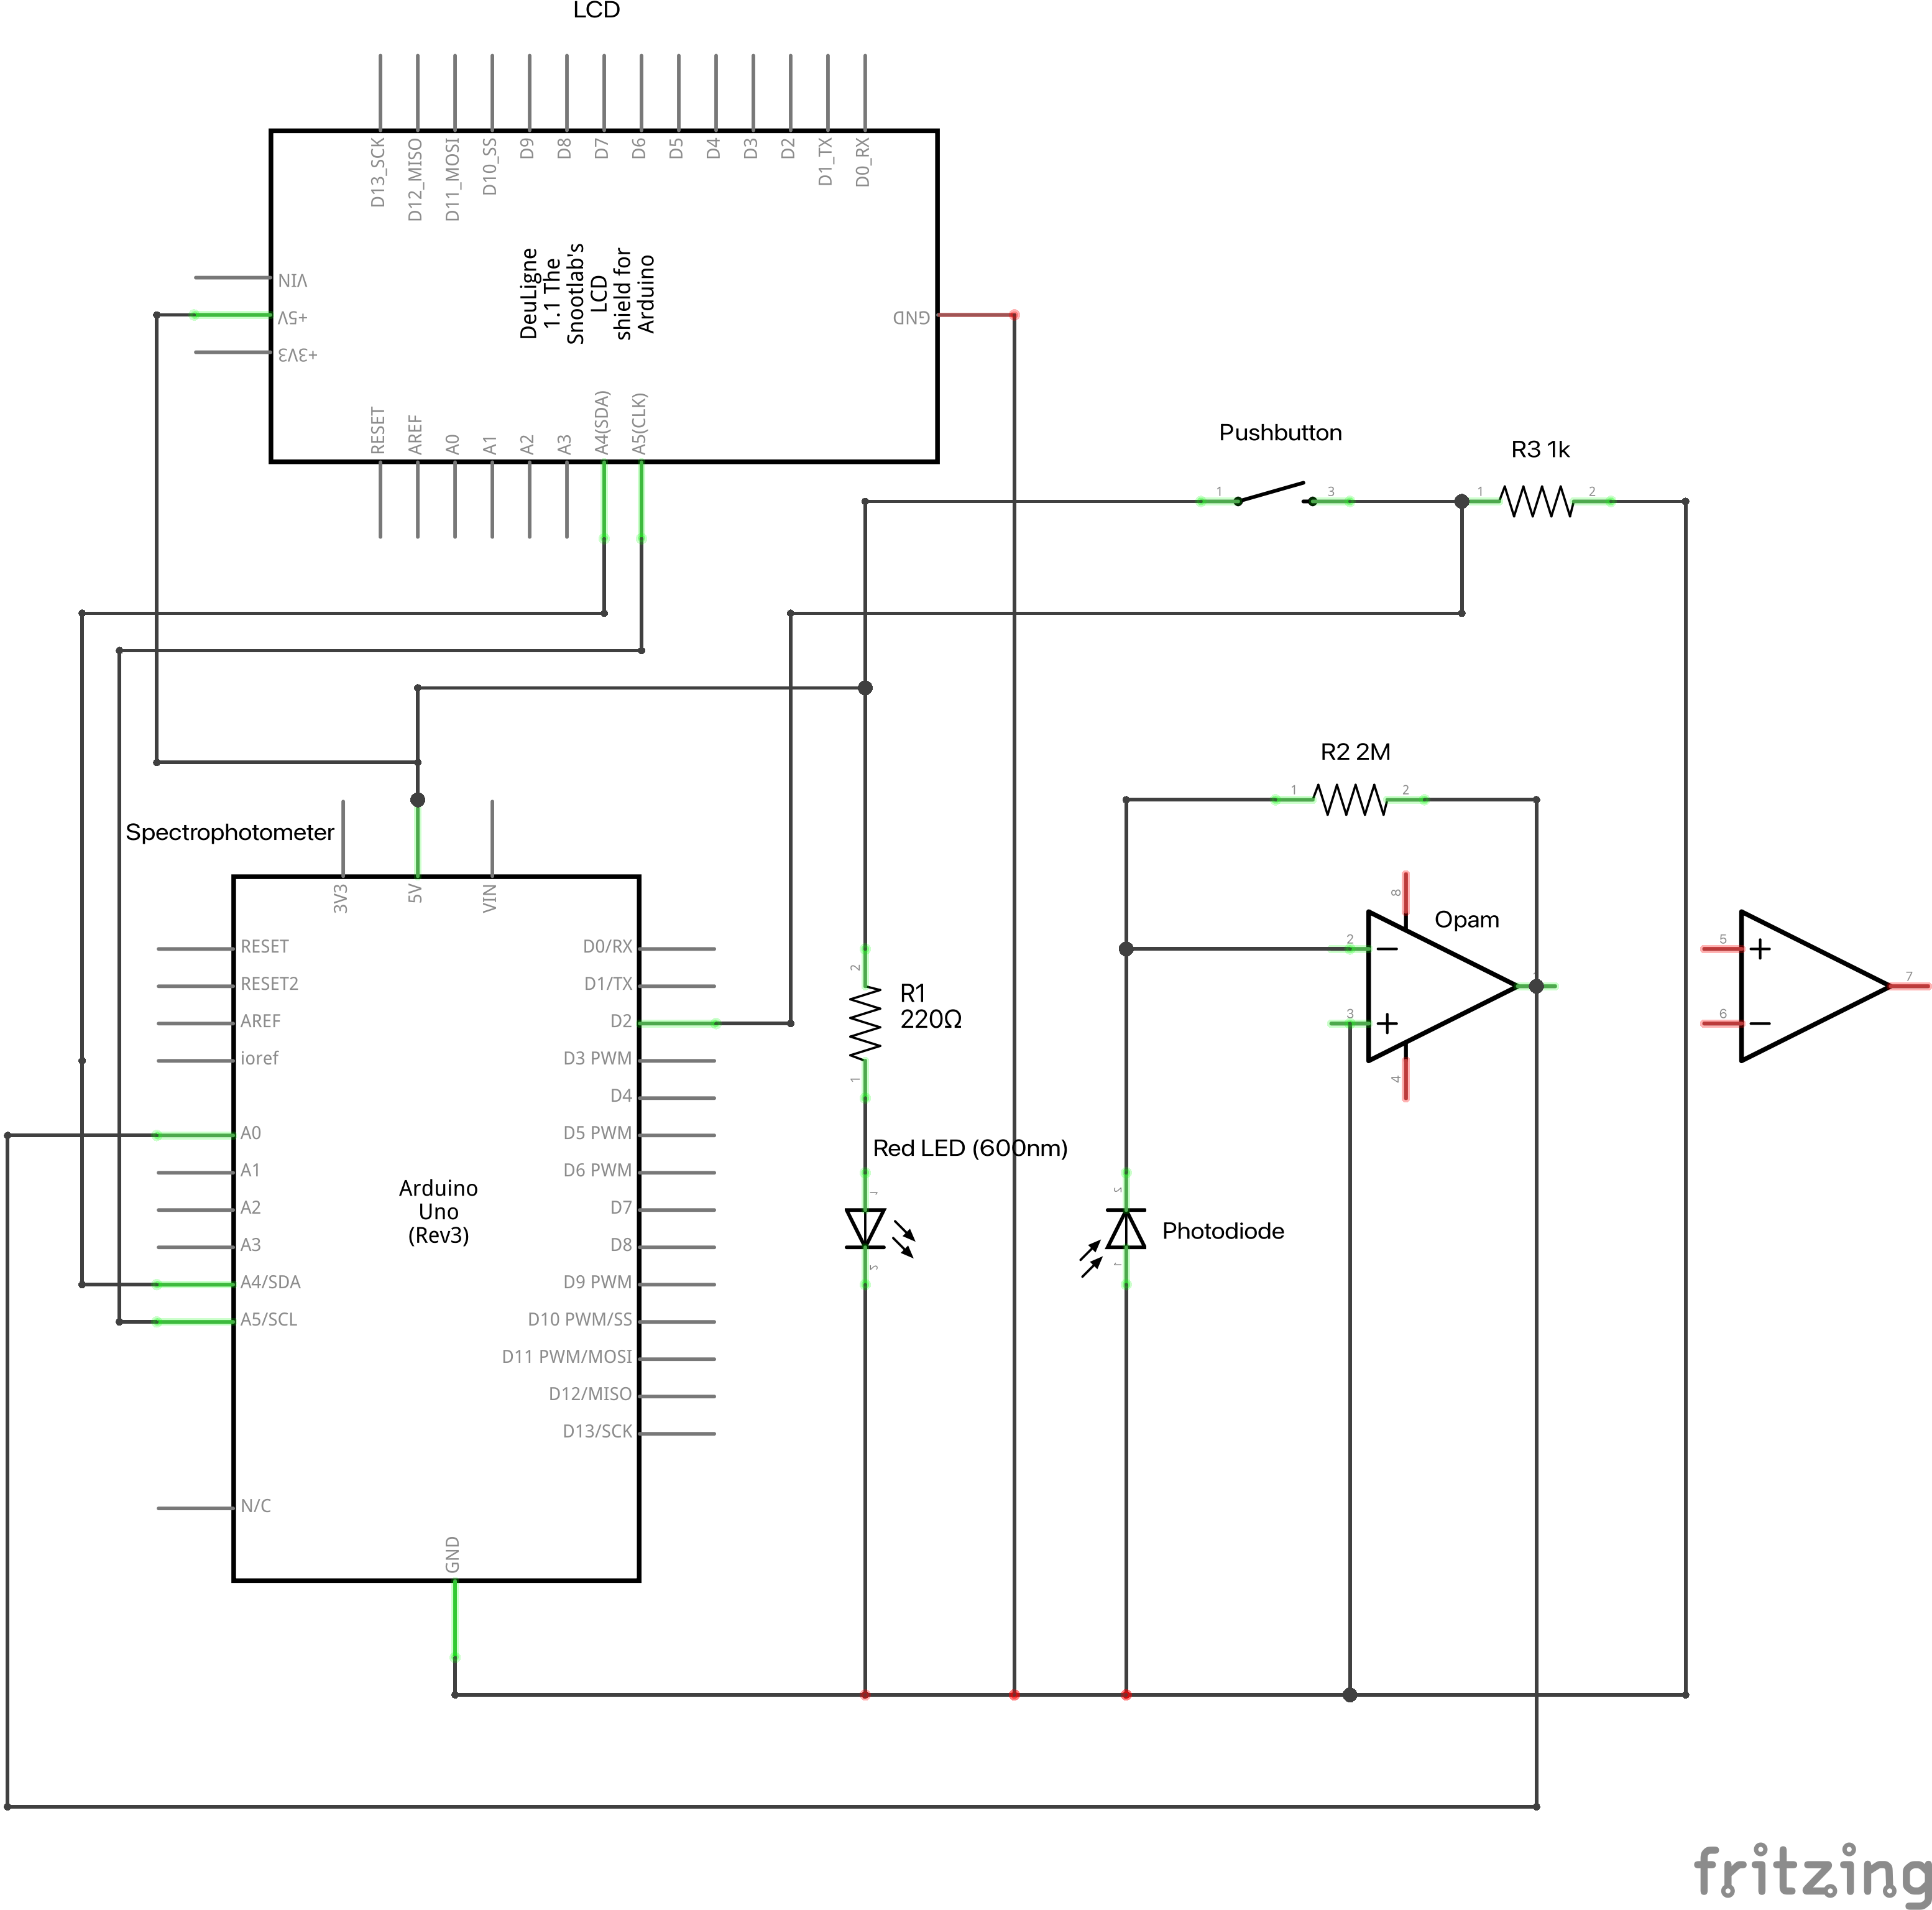 LCD
D13_SCK
D12_MISO
D11_MOSI
D10_SS
D9
D8
D7
D6
D5
D4
D3
D2
D1_TX
D0_RX
VIN
+5V
+3V3
DeuLigne
1.1 The
Snootlab's
LCD
shield for
Arduino
GND
RESET
AREF
A0
A1
A2
A3
A4(SDA)
A5(CLK)
Pushbutton
1
3
R3 1k
1
2
R2 2M
1
2
Spectrophotometer
3V3
5V
VIN
RESET
RESET2
AREF
ioref
A0
A1
A2
A3
A4/SDA
A5/SCL
N/C
Arduino
Uno
(Rev3)
D0/RX
D1/TX
D2
D3 PWM
D4
D5 PWM
D6 PWM
D7
D8
D9 PWM
D10 PWM/SS
D11 PWM/MOSI
D12/MISO
D13/SCK
GND
2
R1
220Ω
1
Red LED (600nm)
1
2
2
Photodiode
1
8
Opam
2
−
3
+
4
5
+
6
−
7
fritzing